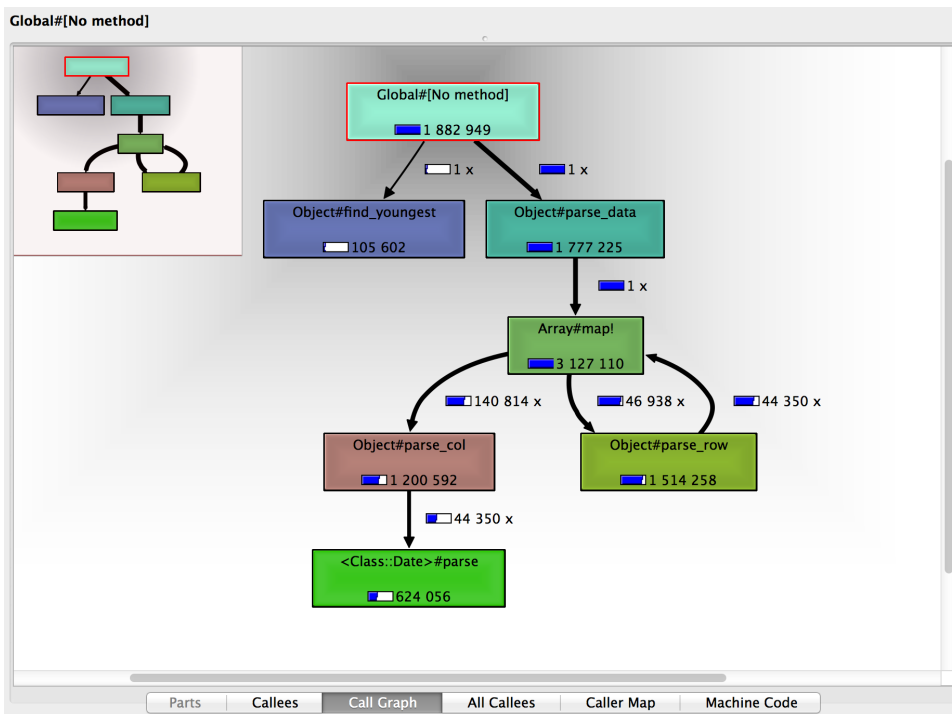 Global#[No method]
Global#[No method]
1 882 949
1 x
1 x
Object#find_youngest
105 602
Object#parse_data
1 777 225
1 x
Array#map!
3 127 110
140 814 x
46 938 x
44 350 x
Object#parse_col
1 200 592
Object#parse_row
1 514 258
44 350 x
<Class::Date>#parse
624 056
Parts
Callees
Call Graph
All Callees
Caller Map
Machine Code